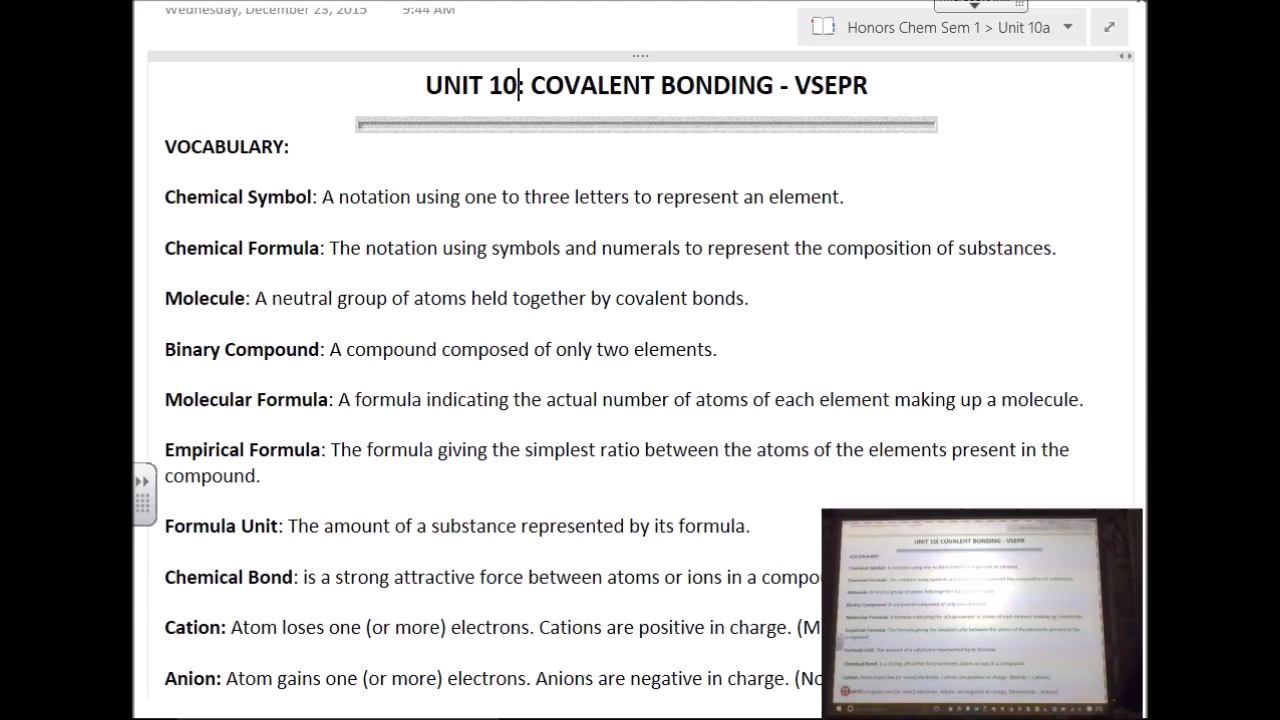 Wednesday, December 23, 2015 9:44 AM
Honors Chem Sem 1 > Unit 10a
UNIT 10: COVALENT BONDING - VSEPR
VOCABULARY:
Chemical Symbol: A notation using one to three letters to represent an element.
Chemical Formula: The notation using symbols and numerals to represent the composition of substances.
Molecule: A neutral group of atoms held together by covalent bonds.
Binary Compound: A compound composed of only two elements.
Molecular Formula: A formula indicating the actual number of atoms of each element making up a molecule.
Empirical Formula: The formula giving the simplest ratio between the atoms of the elements present in the
compound.
Formula Unit: The amount of a substance represented by its formula.
Chemical Bond: is a strong attractive force between atoms or ions in a compo
Cation: Atom loses one (or more) electrons. Cations are positive in charge. (M
Anion: Atom gains one (or more) electrons. Anions are negative in charge. (No
UNIT 10: COVALENT BONDING - VSEPR
VOCABULARY: